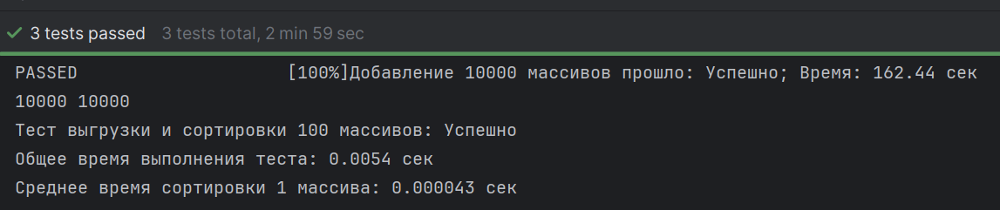 3 tests passed 3 tests total, 2 min 59 sec
PASSED [100%]Добавление 10000 массивов прошло: Успешно; Время: 162.44 сек
10000 10000
Тест выгрузки и сортировки 100 массивов: Успешно
Общее время выполнения теста: 0.0054 сек
Среднее время сортировки 1 массива: 0.000043 сек